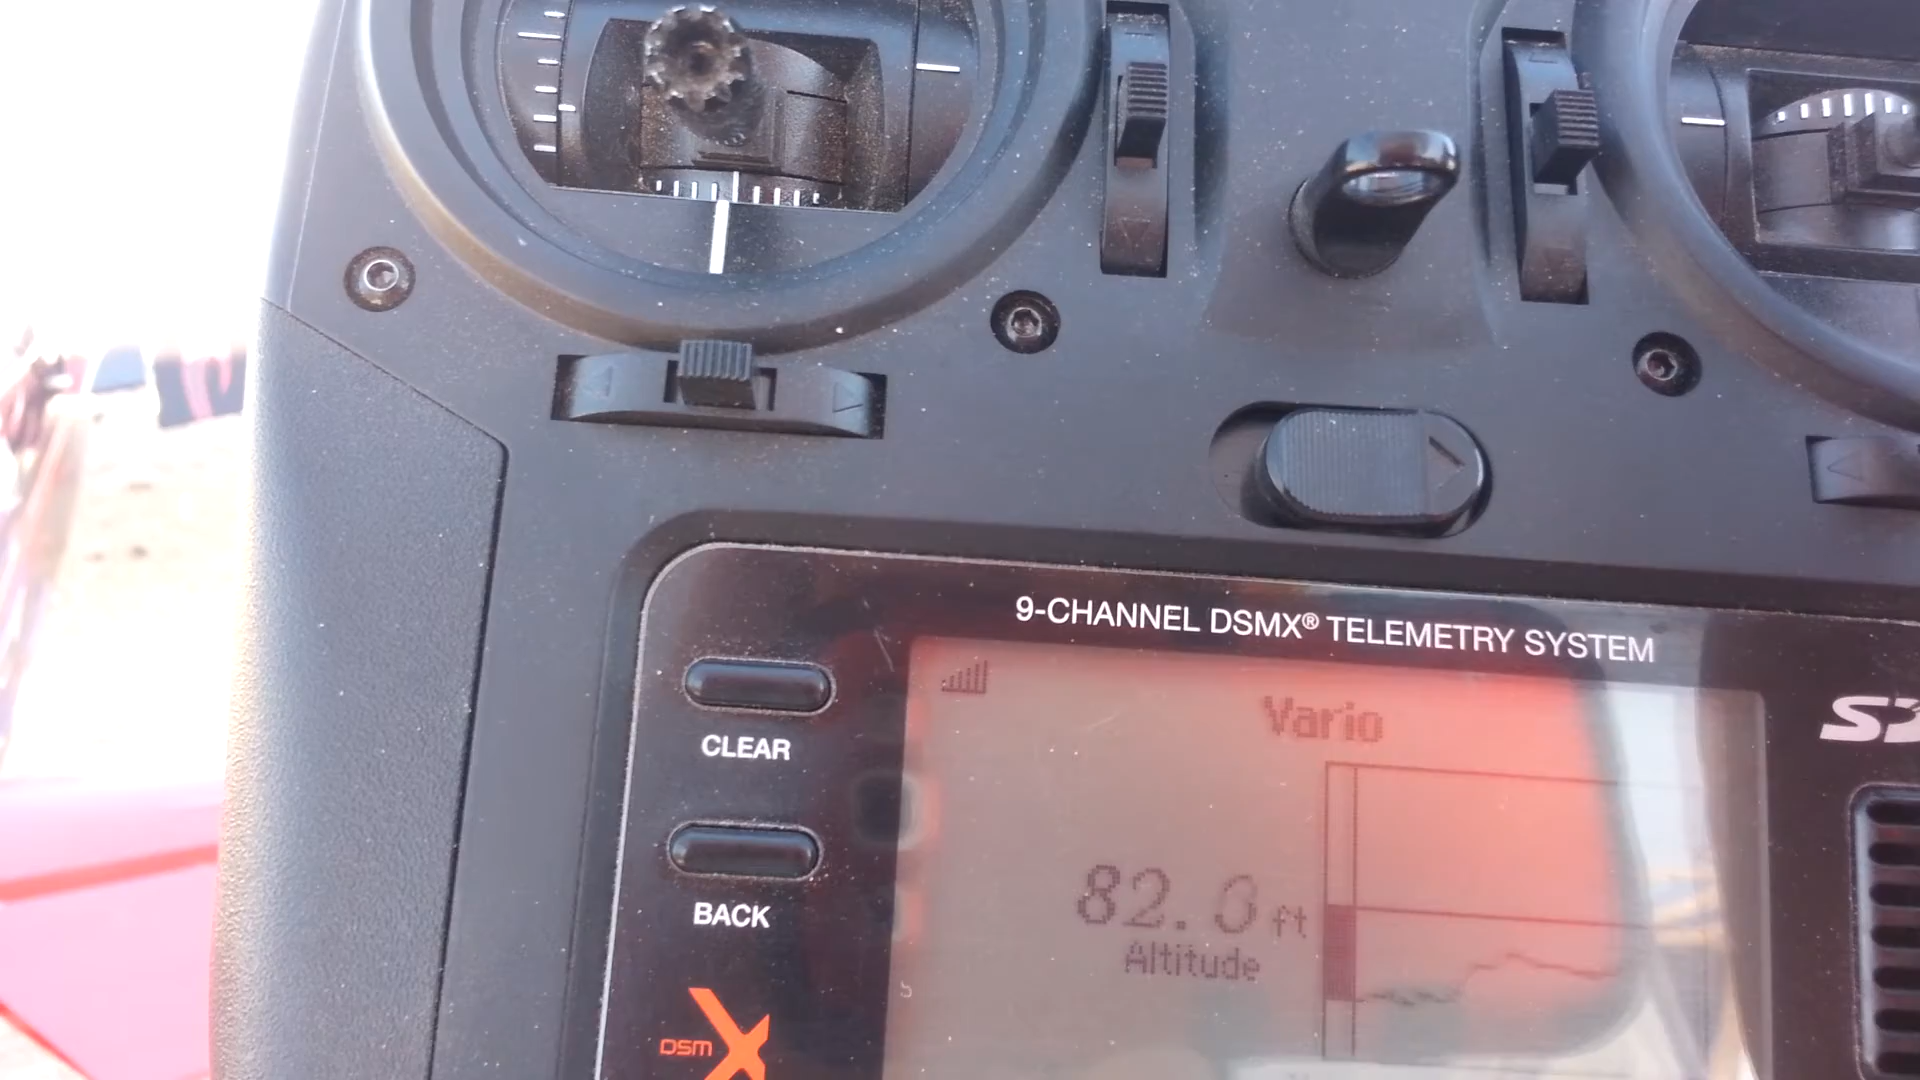 9-CHANNEL DSMX® TELEMETRY SYSTEM
Vario
CLEAR
82.0 ft
Altitude
BACK
DSM X